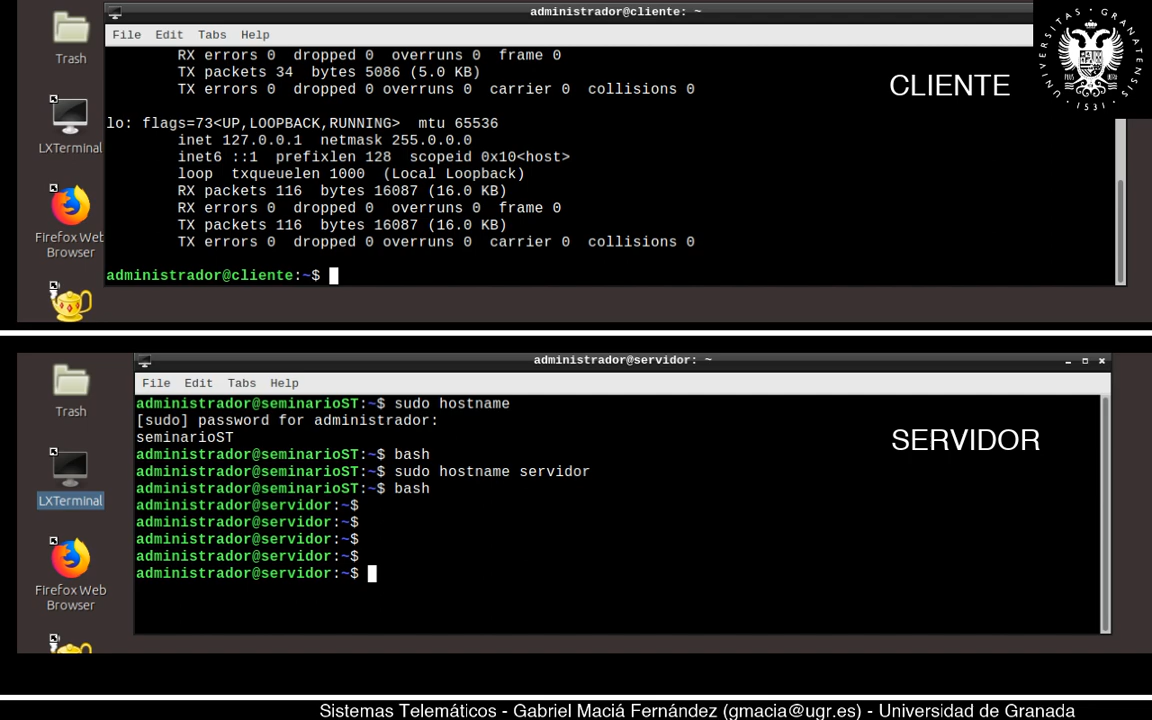 administrador@cliente: ~
File Edit Tabs Help
RX errors 0 dropped 0 overruns 0 frame 0
TX packets 34 bytes 5086 (5.0 KB)
TX errors 0 dropped 0 overruns 0 carrier 0 collisions 0
lo: flags=73<UP,LOOPBACK,RUNNING> mtu 65536
inet 127.0.0.1 netmask 255.0.0.0
inet6 ::1 prefixlen 128 scopeid 0x10<host>
loop txqueuelen 1000 (Local Loopback)
RX packets 116 bytes 16087 (16.0 KB)
RX errors 0 dropped 0 overruns 0 frame 0
TX packets 116 bytes 16087 (16.0 KB)
TX errors 0 dropped 0 overruns 0 carrier 0 collisions 0
administrador@cliente:~$
Trash
LXTerminal
Firefox Web
Browser
CLIENTE
UNIVERSITAS GRANATENSIS
1531
administrador@servidor: ~
File Edit Tabs Help
administrador@seminarioST:~$ sudo hostname
[sudo] password for administrador:
seminarioST
administrador@seminarioST:~$ bash
administrador@seminarioST:~$ sudo hostname servidor
administrador@seminarioST:~$ bash
administrador@servidor:~$
administrador@servidor:~$
administrador@servidor:~$
administrador@servidor:~$
administrador@servidor:~$
Trash
LXTerminal
Firefox Web
Browser
SERVIDOR
Sistemas Telemáticos - Gabriel Maciá Fernández (gmacia@ugr.es) - Universidad de Granada